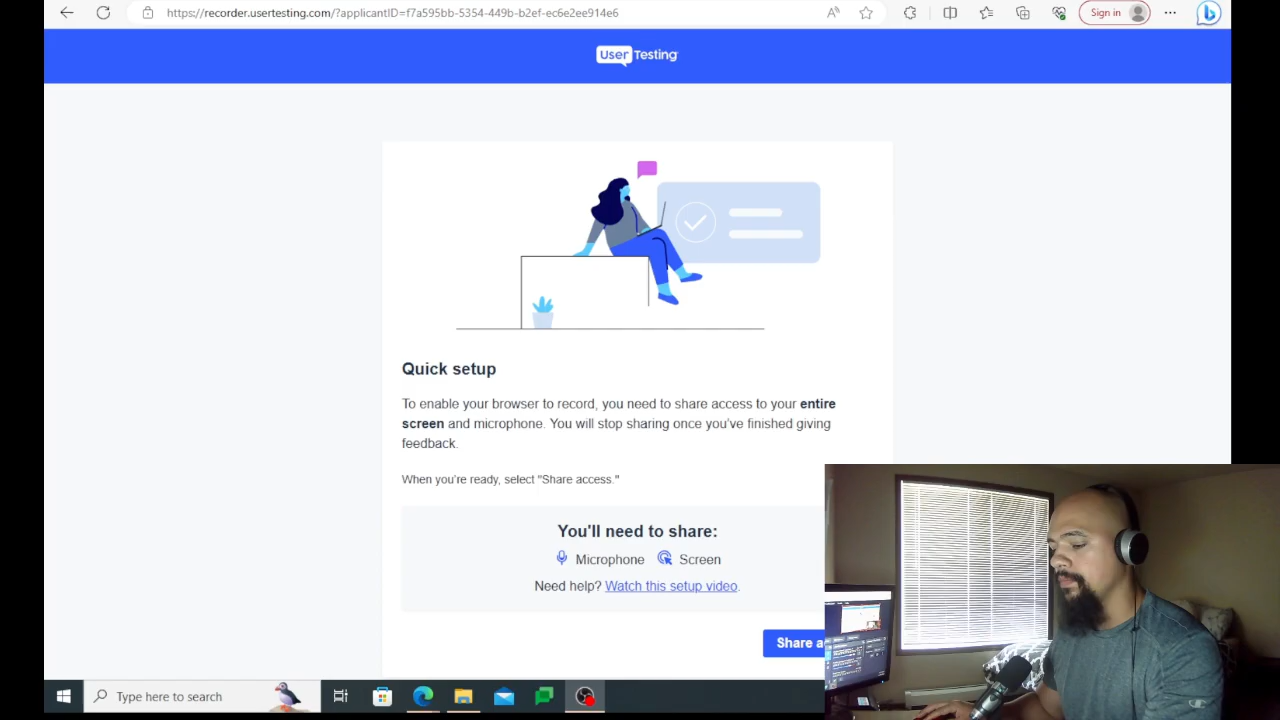 https://recorder.usertesting.com/?applicantID=f7a595bb-5354-449b-b2ef-ec6e2ee914e6
Sign in
User Testing
Quick setup
To enable your browser to record, you need to share access to your entire
screen and microphone. You will stop sharing once you've finished giving
feedback.
When you're ready, select "Share access."
You'll need to share:
Microphone Screen
Need help? Watch this setup video.
Share a
Type here to search